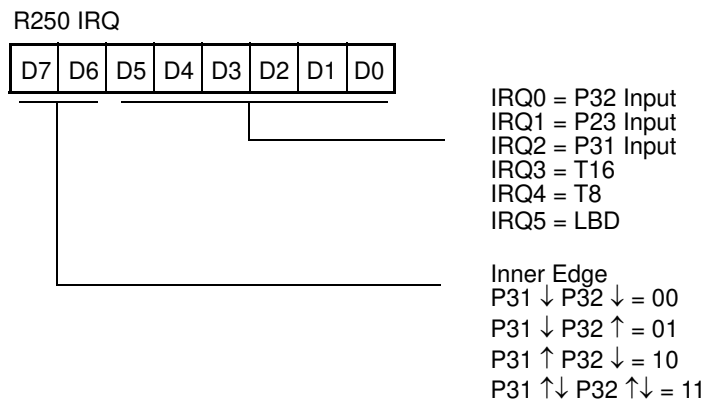 R250 IRQ
D7 D6 D5 D4 D3 D2 D1 D0
IRQ0 = P32 Input
IRQ1 = P23 Input
IRQ2 = P31 Input
IRQ3 = T16
IRQ4 = T8
IRQ5 = LBD
Inner Edge
P31 ↓ P32 ↓ = 00
P31 ↓ P32 ↑ = 01
P31 ↑ P32 ↓ = 10
P31 ↑↓ P32 ↑↓ = 11